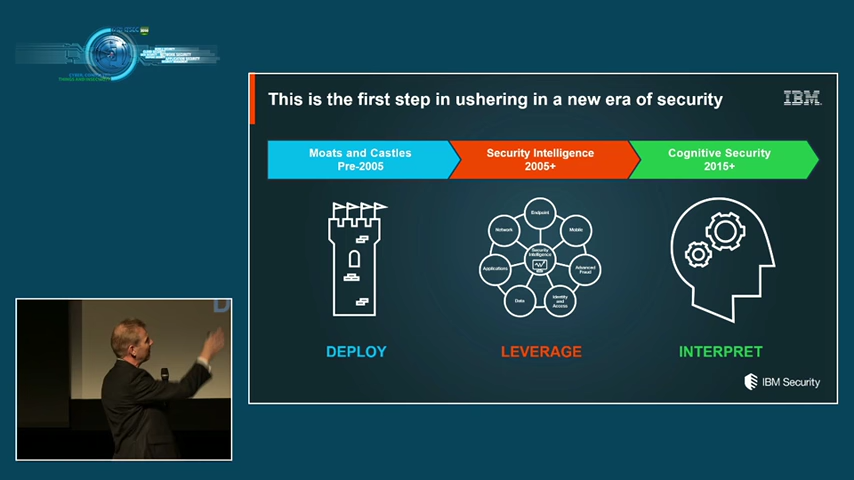 This is the first step in ushering in a new era of security
IBM
Moats and Castles
Pre-2005
Security Intelligence
2005+
Cognitive Security
2015+
Endpoint
Network
Mobile
Security
Intelligence
Applications
Advanced
Fraud
Data
Identity
and
Access
DEPLOY
LEVERAGE
INTERPRET
IBM Security
D